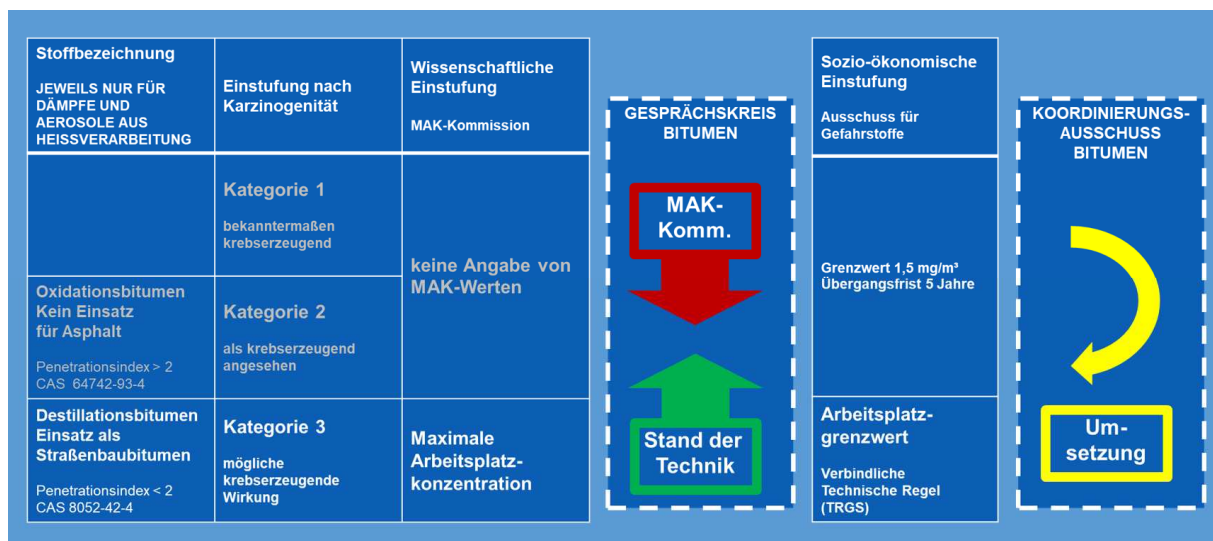 Stoffbezeichnung
JEWEILS NUR FÜR
DÄMPFE UND
AEROSOLE AUS
HEISSVERARBEITUNG
Einstufung nach
Karzinogenität
Wissenschaftliche
Einstufung
MAK-Kommission
Kategorie 1
bekanntermaßen
krebserzeugend
keine Angabe von
MAK-Werten
Oxidationsbitumen
Kein Einsatz
für Asphalt
Penetrationsindex > 2
CAS 64742-93-4
Kategorie 2
als krebserzeugend
angesehen
Destillationsbitumen
Einsatz als
Straßenbaubitumen
Penetrationsindex < 2
CAS 8052-42-4
Kategorie 3
mögliche
krebserzeugende
Wirkung
Maximale
Arbeitsplatz-
konzentration
GESPRÄCHSKREIS
BITUMEN
MAK-
Komm.
Stand der
Technik
Sozio-ökonomische
Einstufung
Ausschuss für
Gefahrstoffe
Grenzwert 1,5 mg/m³
Übergangsfrist 5 Jahre
Arbeitsplatz-
grenzwert
Verbindliche
Technische Regel
(TRGS)
KOORDINIERUNGS-
AUSSCHUSS
BITUMEN
Um-
setzung